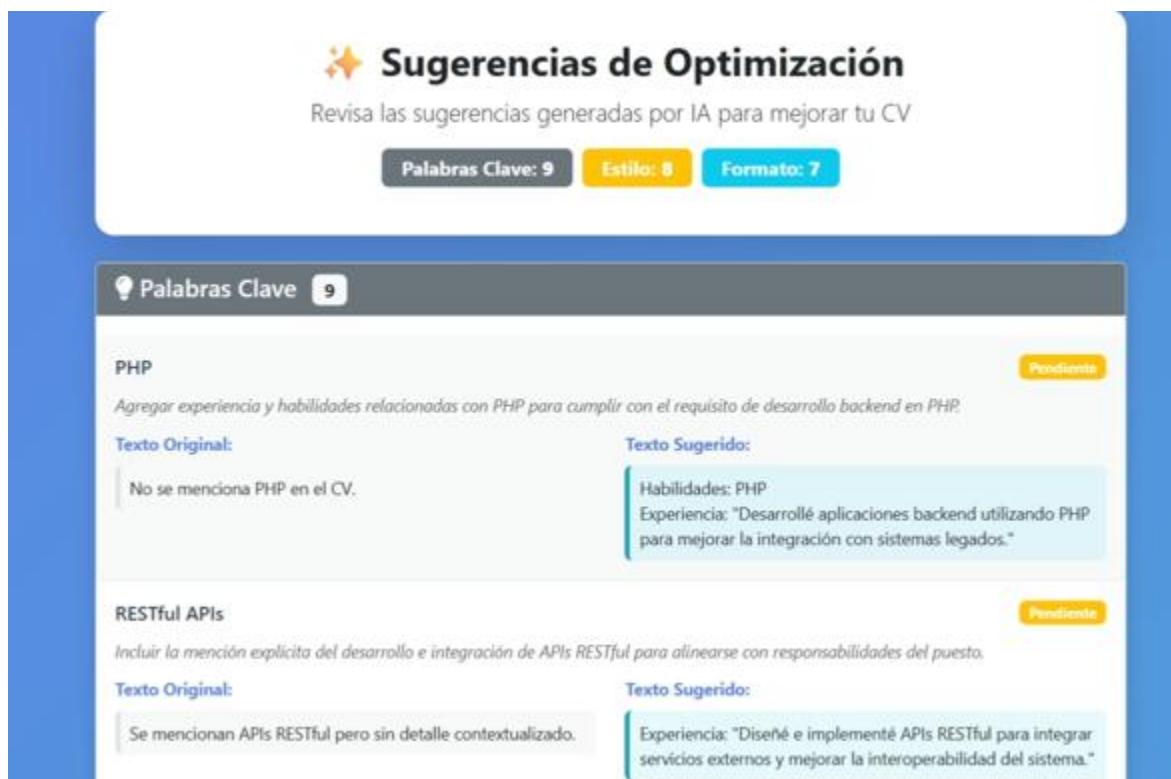 ✨ Sugerencias de Optimización
Revisa las sugerencias generadas por IA para mejorar tu CV
Palabras Clave: 9 Estilo: 8 Formato: 7
Palabras Clave 9
PHP Pendiente
Agregar experiencia y habilidades relacionadas con PHP para cumplir con el requisito de desarrollo backend en PHP.
Texto Original: Texto Sugerido:
No se menciona PHP en el CV.
Habilidades: PHP
Experiencia: "Desarrollé aplicaciones backend utilizando PHP
para mejorar la integración con sistemas legados."
RESTful APIs Pendiente
Incluir la mención explícita del desarrollo e integración de APIs RESTful para alinearse con responsabilidades del puesto.
Texto Original: Texto Sugerido:
Se mencionan APIs RESTful pero sin detalle contextualizado.
Experiencia: "Diseñé e implementé APIs RESTful para integrar
servicios externos y mejorar la interoperabilidad del sistema."